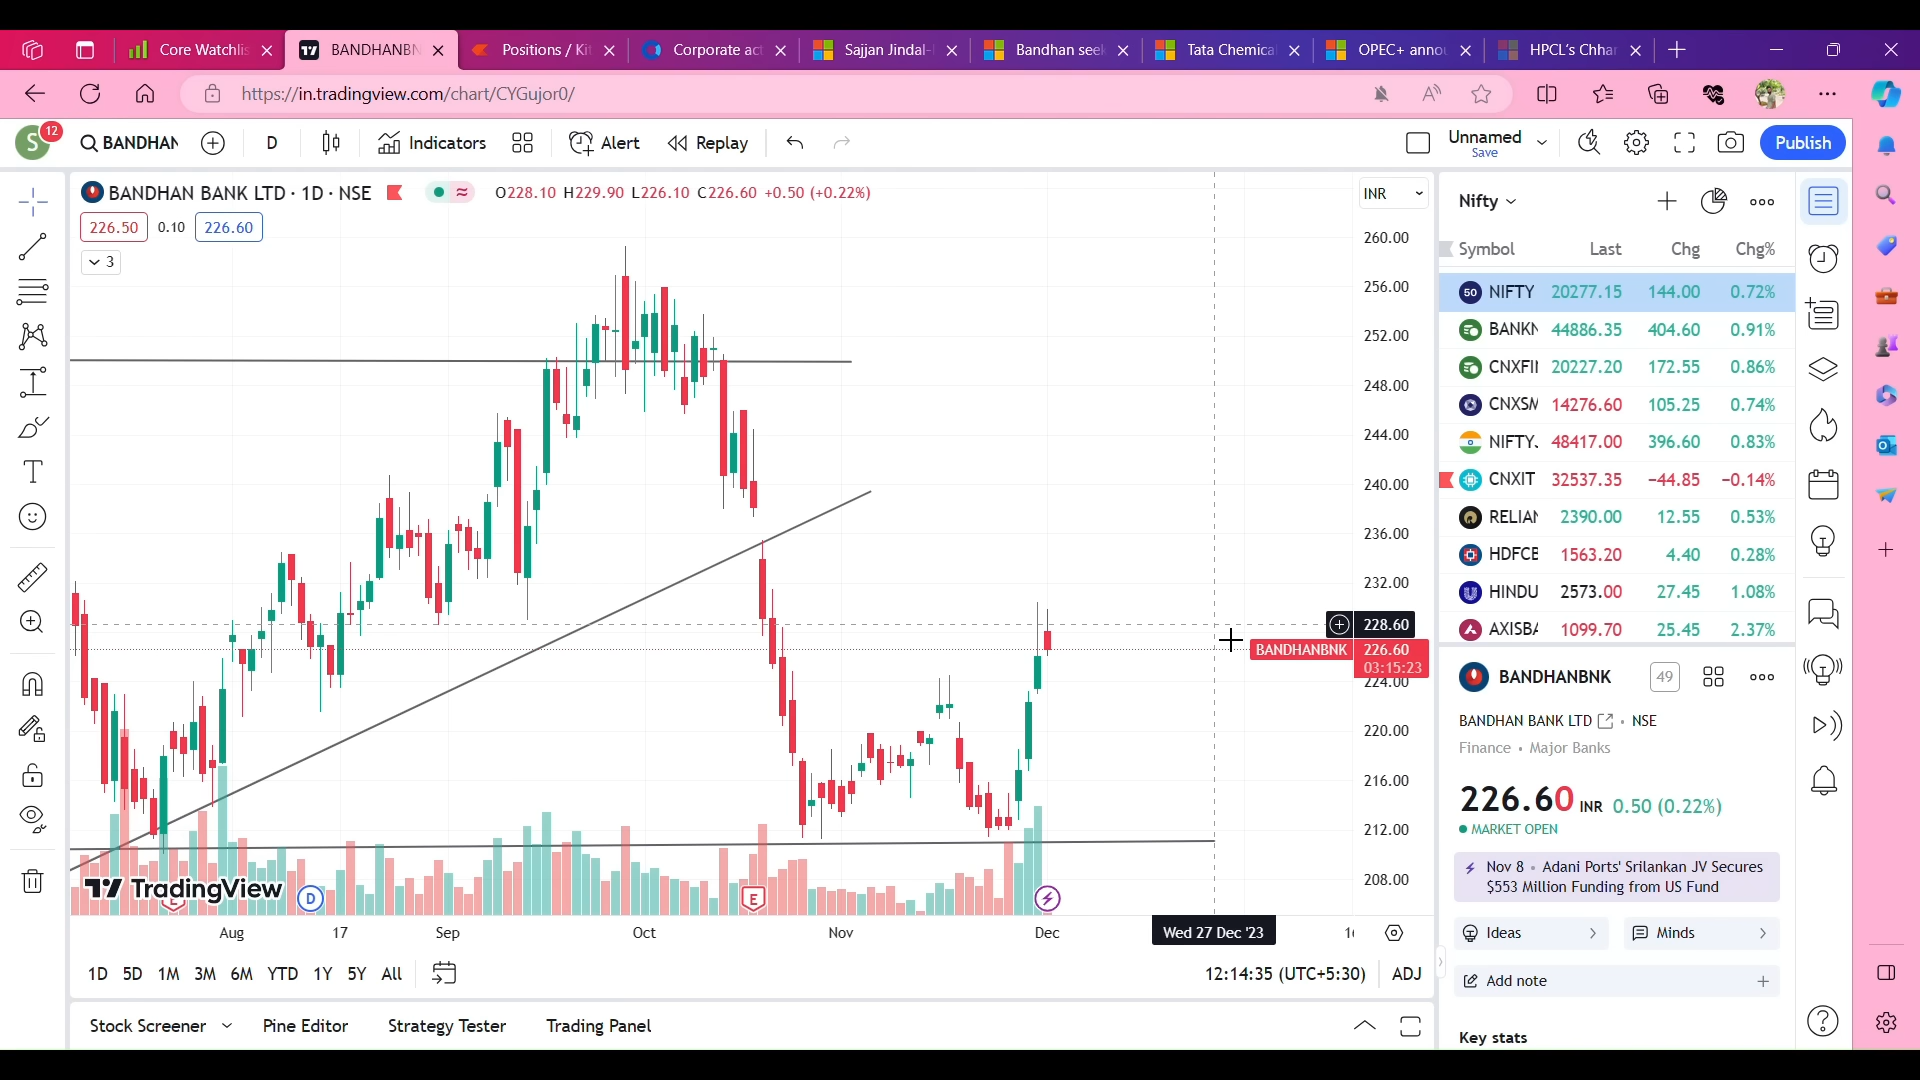 Core Watchlis
BANDHANBN
Positions / Kit
Corporate act
Sajjan Jindal-
Bandhan seek
Tata Chemical
OPEC+ annou
HPCL's Chhar
https://in.tradingview.com/chart/CYGujor0/
S 12
BANDHAN
D
Indicators
Alert
Replay
Unnamed
Save
Publish
BANDHAN BANK LTD · 1D · NSE
O228.10 H229.90 L226.10 C226.60 +0.50 (+0.22%)
226.50 0.10 226.60
3
INR
260.00
256.00
252.00
248.00
244.00
240.00
236.00
232.00
228.60
BANDHANBNK 226.60
03:15:23
224.00
220.00
216.00
212.00
208.00
TradingView
E
D
E
Aug 17 Sep Oct Nov Dec Wed 27 Dec '23
1D 5D 1M 3M 6M YTD 1Y 5Y All
12:14:35 (UTC+5:30) ADJ
Stock Screener Pine Editor Strategy Tester Trading Panel
Nifty
Symbol Last Chg Chg%
50 NIFTY 20277.15 144.00 0.72%
BANKN 44886.35 404.60 0.91%
CNXFI 20227.20 172.55 0.86%
CNXSM 14276.60 105.25 0.74%
NIFTY. 48417.00 396.60 0.83%
CNXIT 32537.35 −44.85 −0.14%
RELIAN 2390.00 12.55 0.53%
HDFCB 1563.20 4.40 0.28%
HINDU 2573.00 27.45 1.08%
AXISBA 1099.70 25.45 2.37%
BANDHANBNK 49
BANDHAN BANK LTD • NSE
Finance • Major Banks
226.60 INR 0.50 (0.22%)
MARKET OPEN
Nov 8 • Adani Ports' Srilankan JV Secures
$553 Million Funding from US Fund
Ideas
Minds
Add note
Key stats